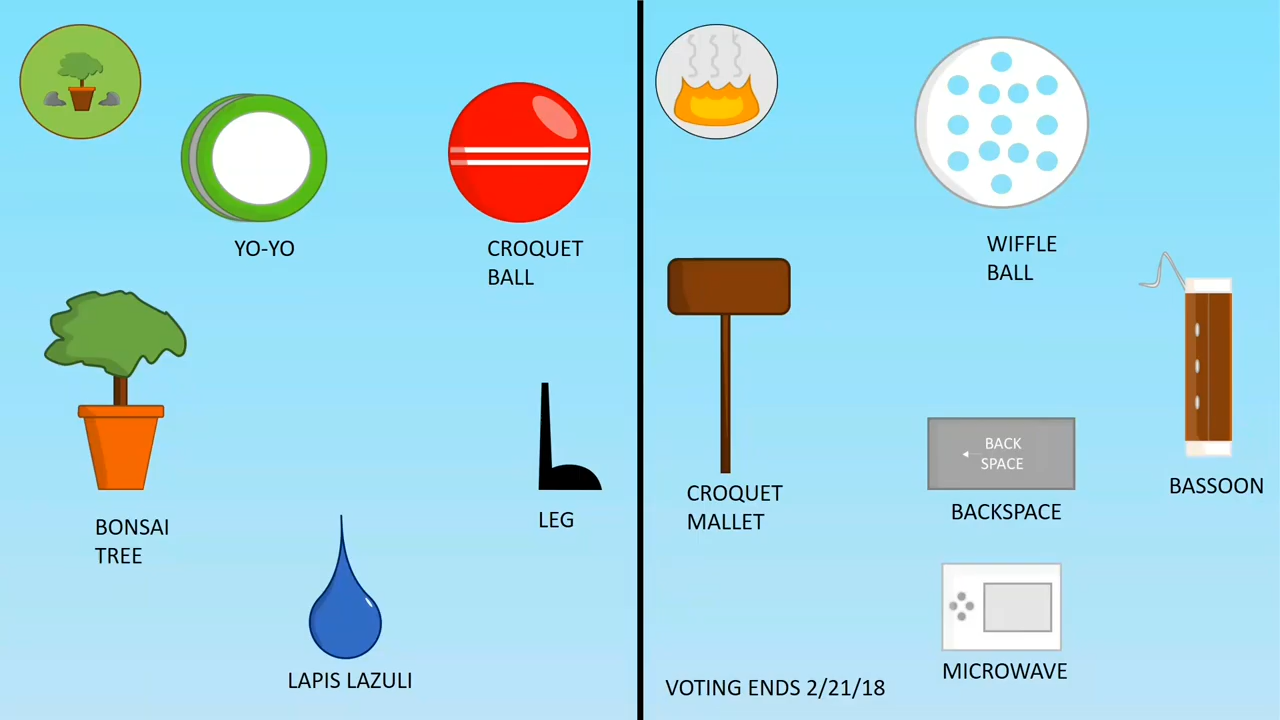 YO-YO
CROQUET
BALL
BONSAI
TREE
LEG
LAPIS LAZULI
WIFFLE
BALL
CROQUET
MALLET
BACK
SPACE
BACKSPACE
BASSOON
MICROWAVE
VOTING ENDS 2/21/18